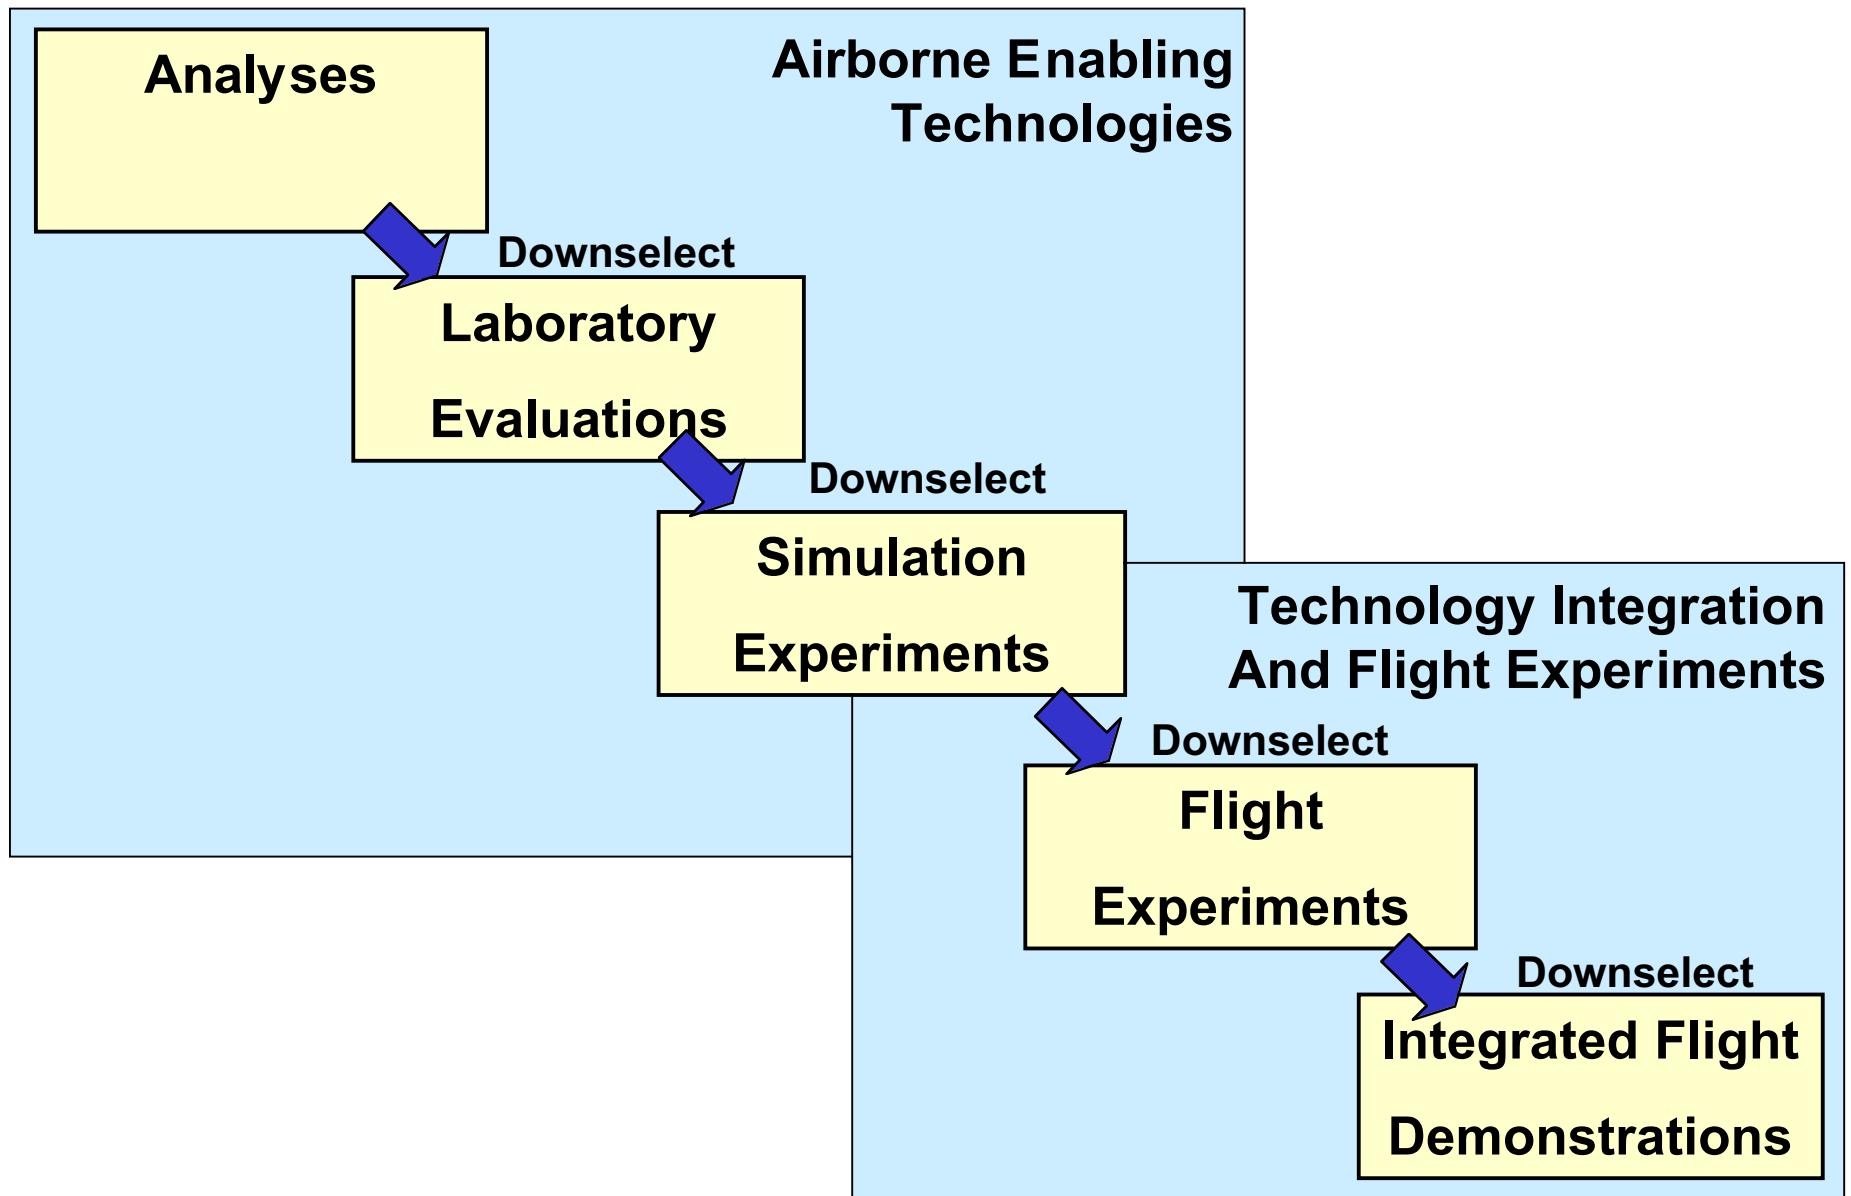 Analyses
Airborne Enabling
Technologies
Downselect
Laboratory
Evaluations
Downselect
Simulation
Experiments
Technology Integration
And Flight Experiments
Downselect
Flight
Experiments
Downselect
Integrated Flight
Demonstrations